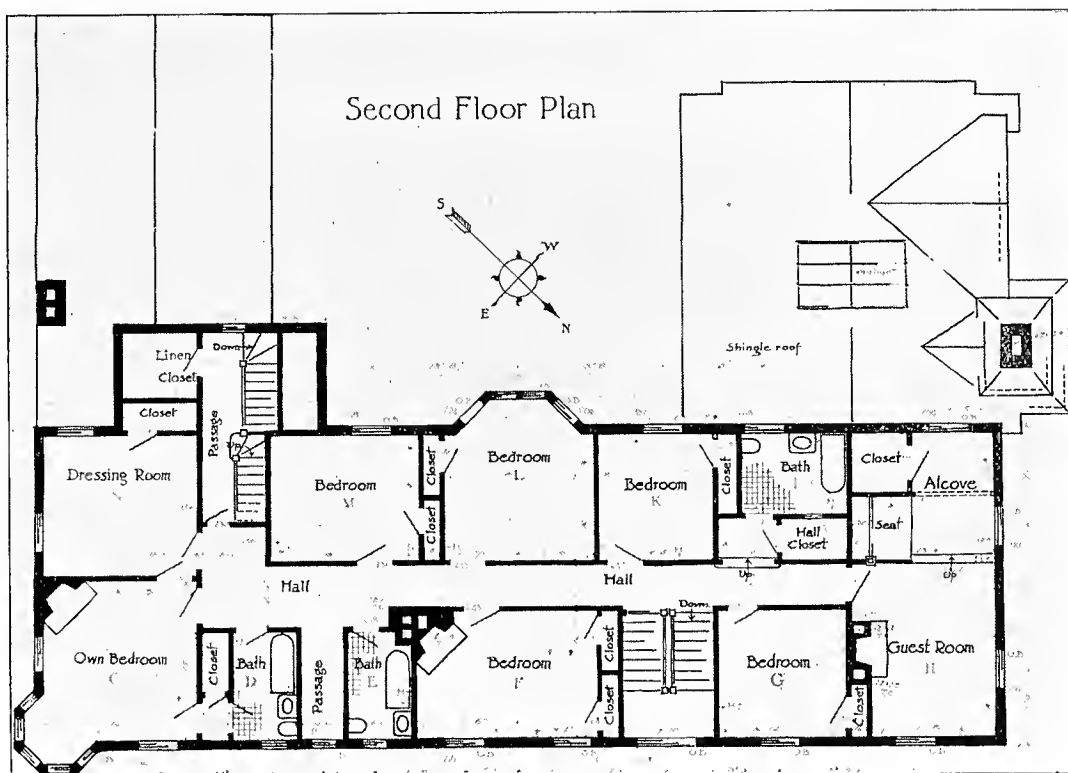 Second Floor Plan
S
W
E
N
Shingle roof
Linen
Closet
Down
Closet
Passage
Up
Dressing Room
N
Bedroom
M
Closet
Closet
Bedroom
L
Bedroom
K
Closet
Bath
I
Hall
Closet
Closet
Alcove
Seat
Up
Up
Hall
Hall
Down
Own Bedroom
C
Closet
Bath
D
Passage
Bath
E
Bedroom
F
Closet
Closet
Bedroom
G
Closet
Guest Room
H